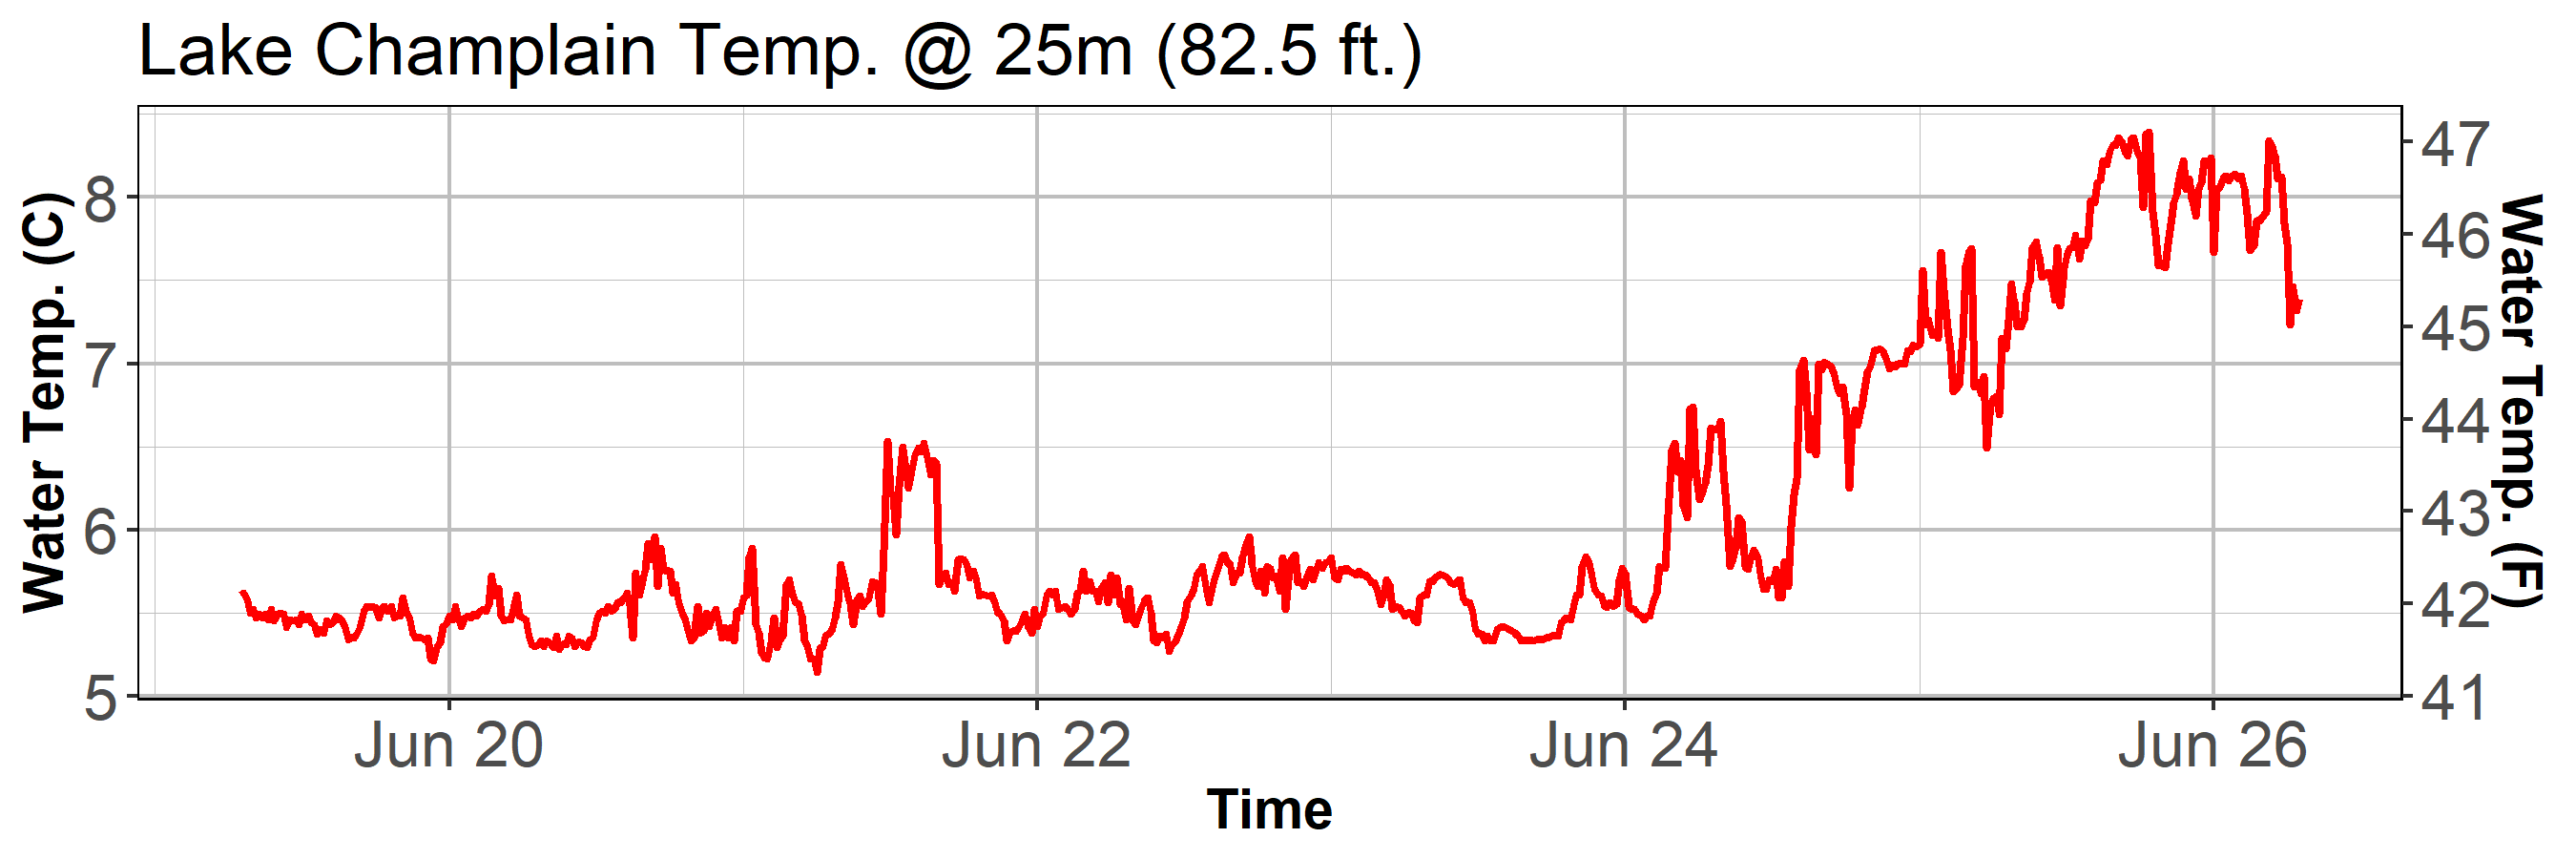 Lake Champlain Temp. @ 25m (82.5 ft.)
Water Temp. (C)
8
7
6
5
47
46
45
44
43
42
41
Water Temp. (F)
Jun 20 Jun 22 Jun 24 Jun 26
Time